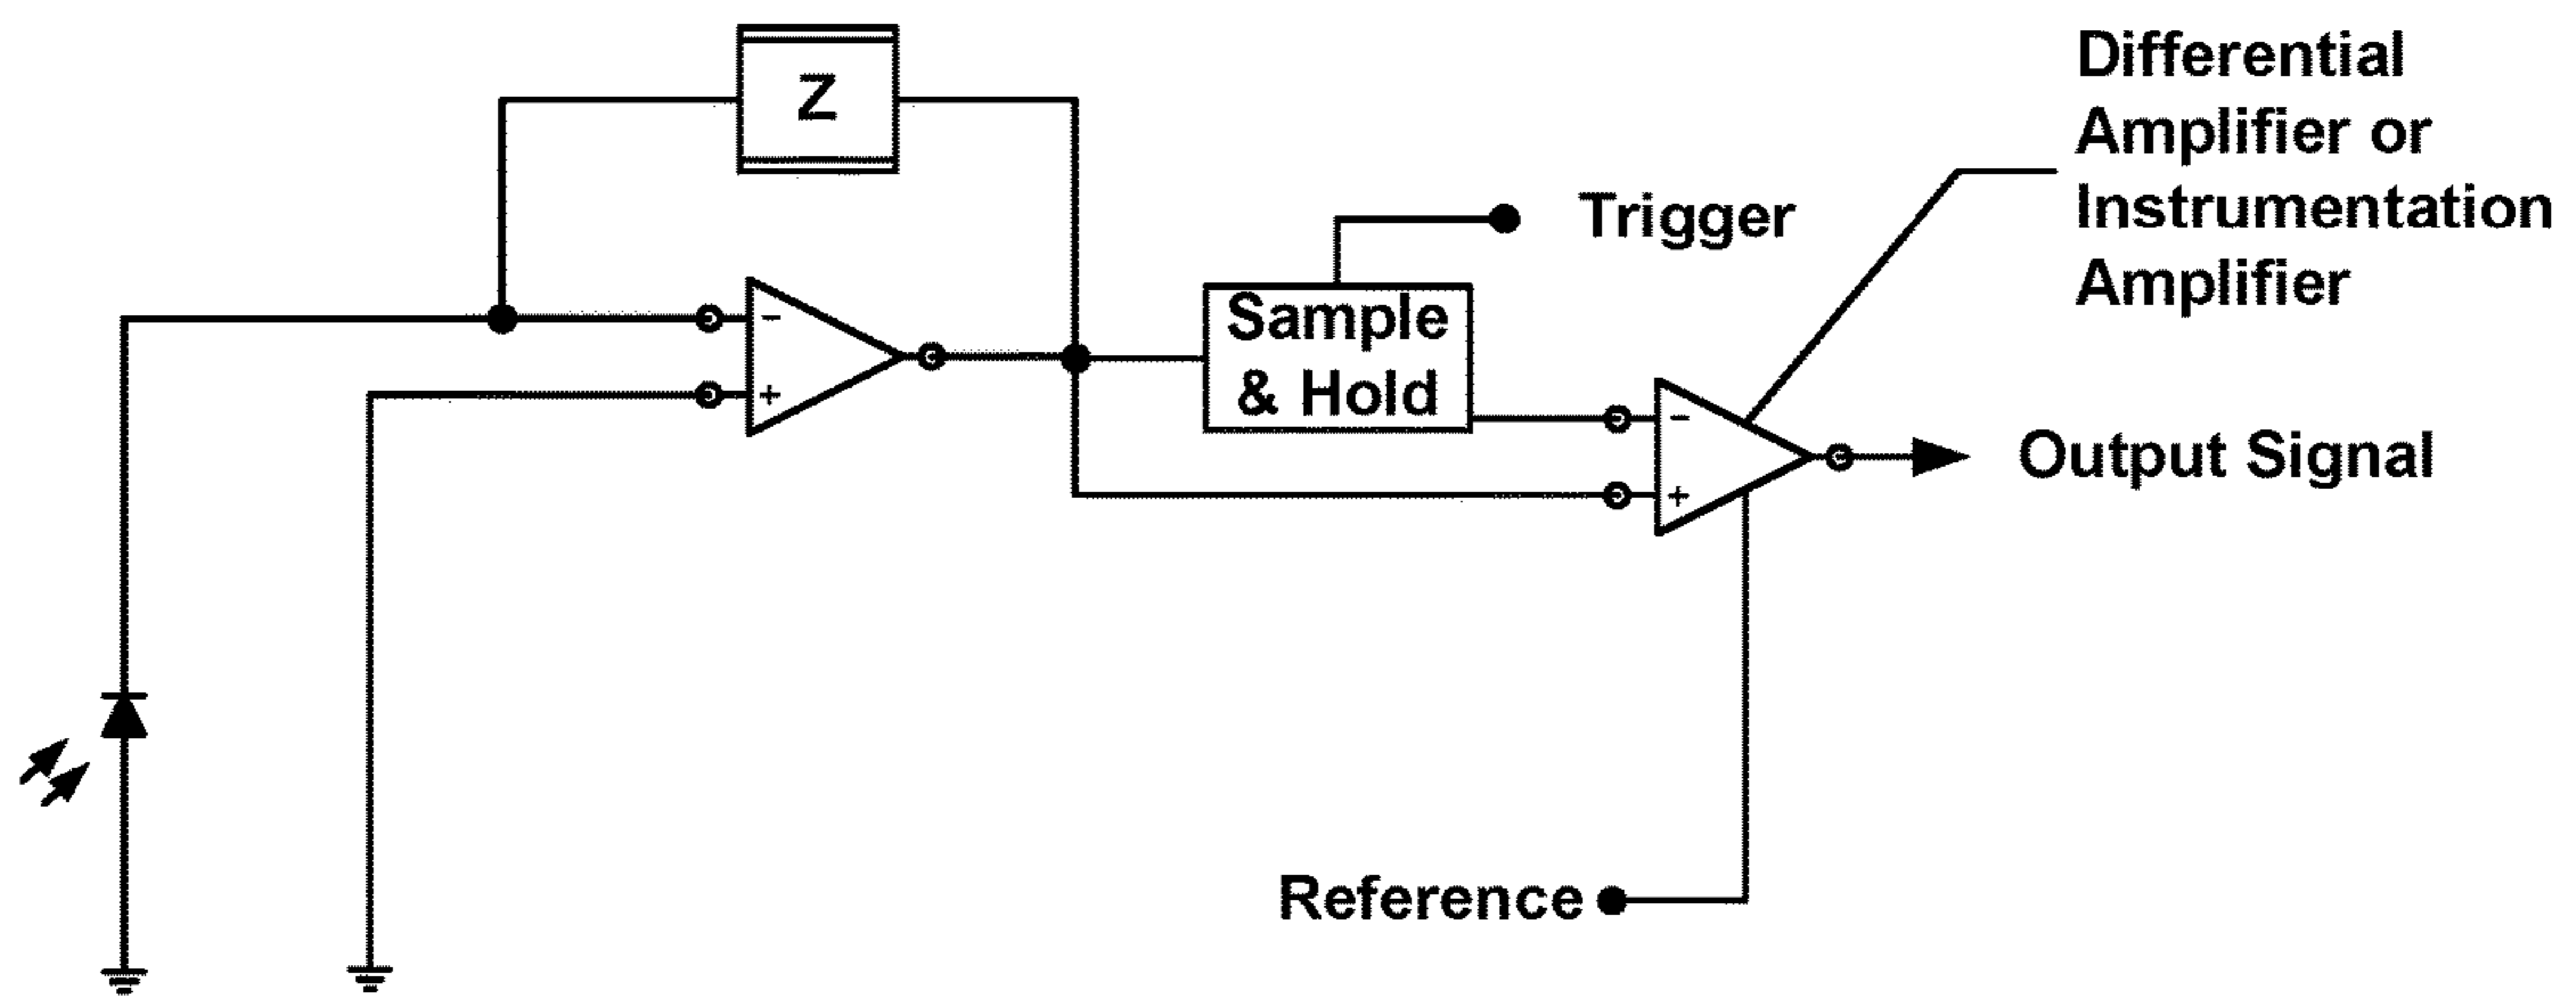 Z
Differential
Amplifier or
Instrumentation
Amplifier
Trigger
Sample
& Hold
-
+
-
+
Output Signal
Reference